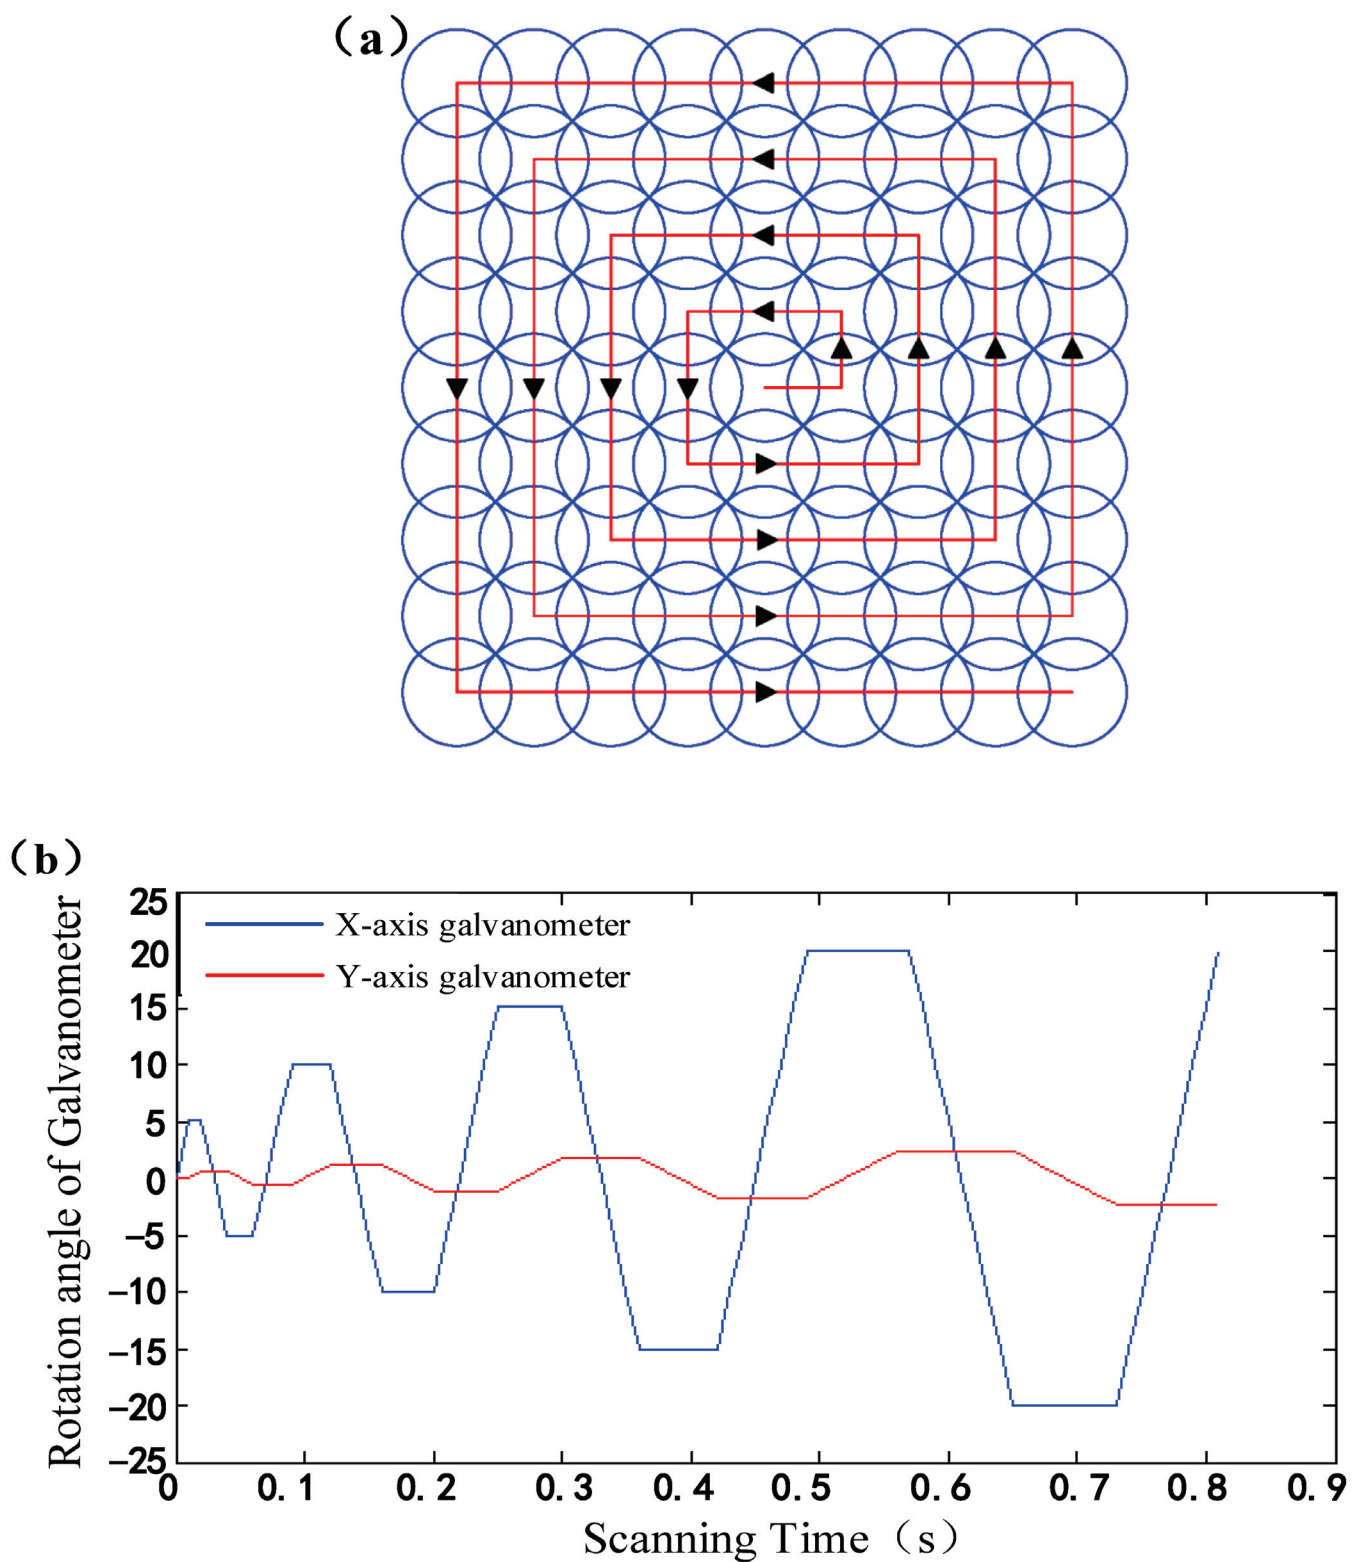 （a）
（b）
Rotation angle of Galvanometer
25
20
15
10
5
0
−5
−10
−15
−20
−25
X-axis galvanometer
Y-axis galvanometer
0 0.1 0.2 0.3 0.4 0.5 0.6 0.7 0.8 0.9
Scanning Time（s）